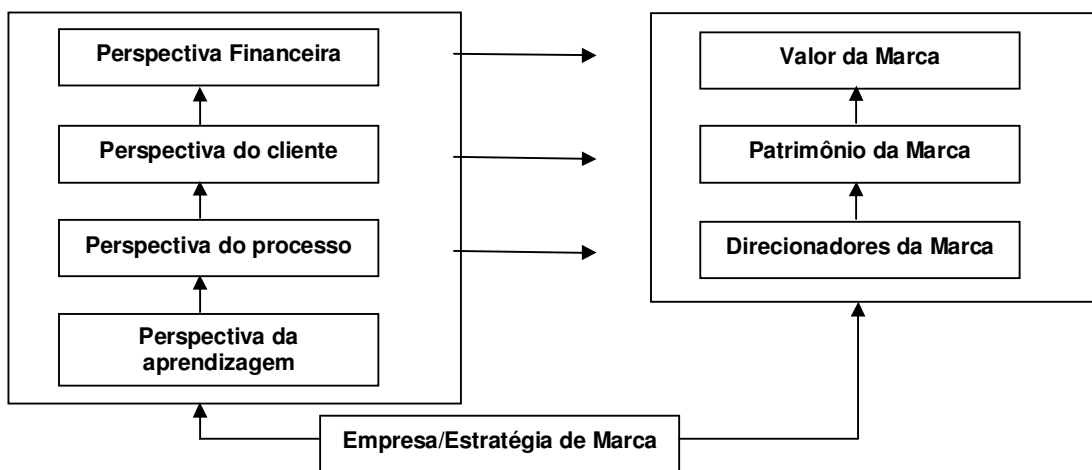 Perspectiva Financeira
Perspectiva do cliente
Perspectiva do processo
Perspectiva da
aprendizagem
Valor da Marca
Patrimônio da Marca
Direcionadores da Marca
Empresa/Estratégia de Marca